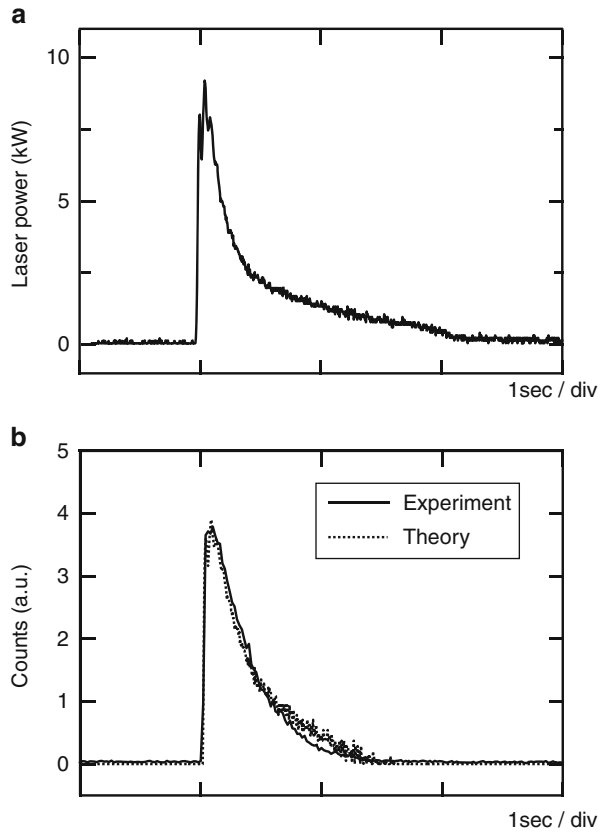 a
10
5
0
Laser power (kW)
1sec / div
b
5
4
3
2
1
0
Counts (a.u.)
Experiment
Theory
1sec / div